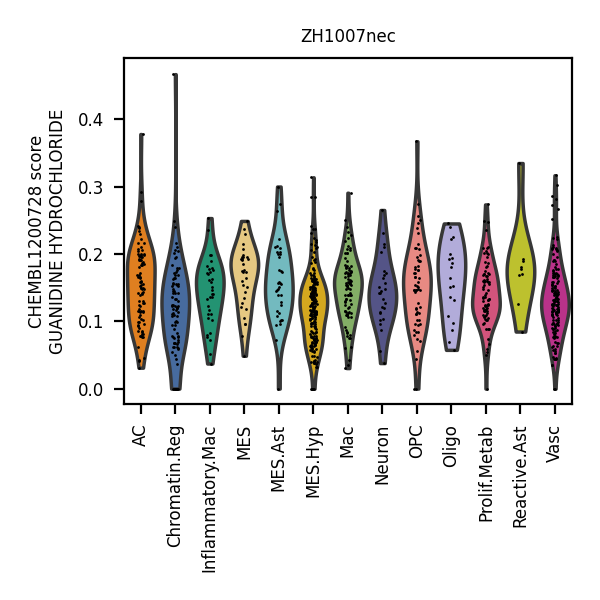 ZH1007nec
CHEMBL1200728 score
GUANIDINE HYDROCHLORIDE
0.4
0.3
0.2
0.1
0.0
AC
Chromatin.Reg
Inflammatory.Mac
MES
MES.Ast
MES.Hyp
Mac
Neuron
OPC
Oligo
Prolif.Metab
Reactive.Ast
Vasc